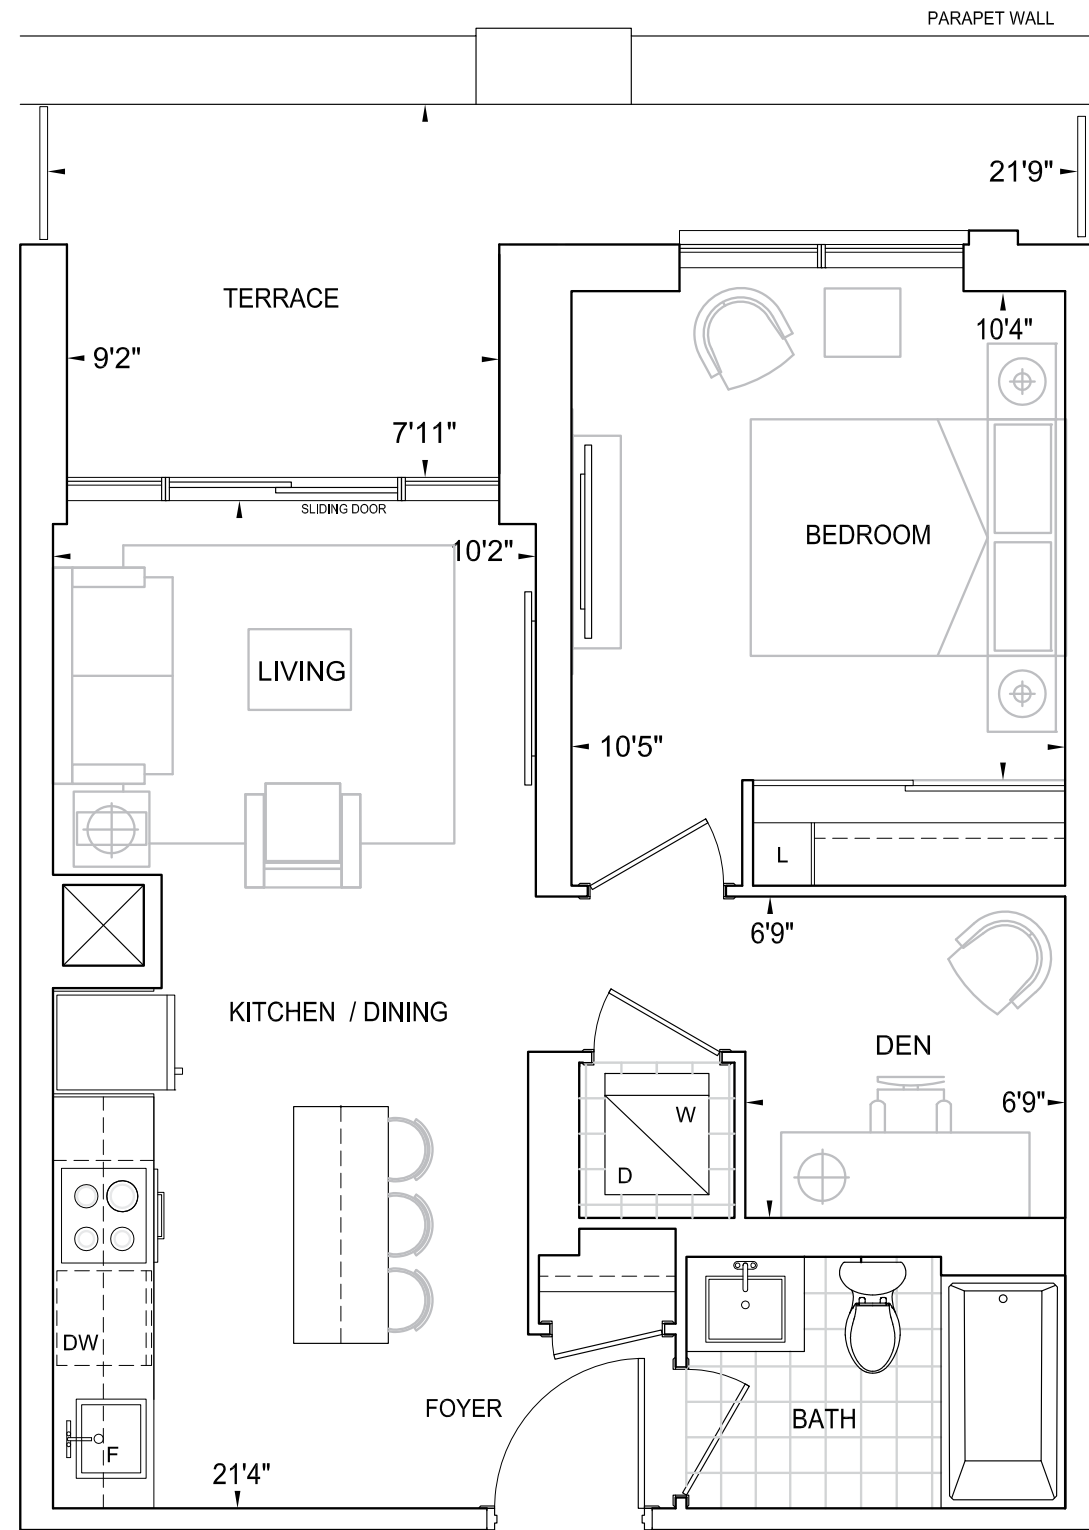 PARAPET WALL
21'9"
TERRACE
9'2"
10'4"
7'11"
SLIDING DOOR
10'2"
BEDROOM
LIVING
10'5"
L
6'9"
KITCHEN / DINING
DEN
6'9"
W
D
DW
FOYER
BATH
F
21'4"